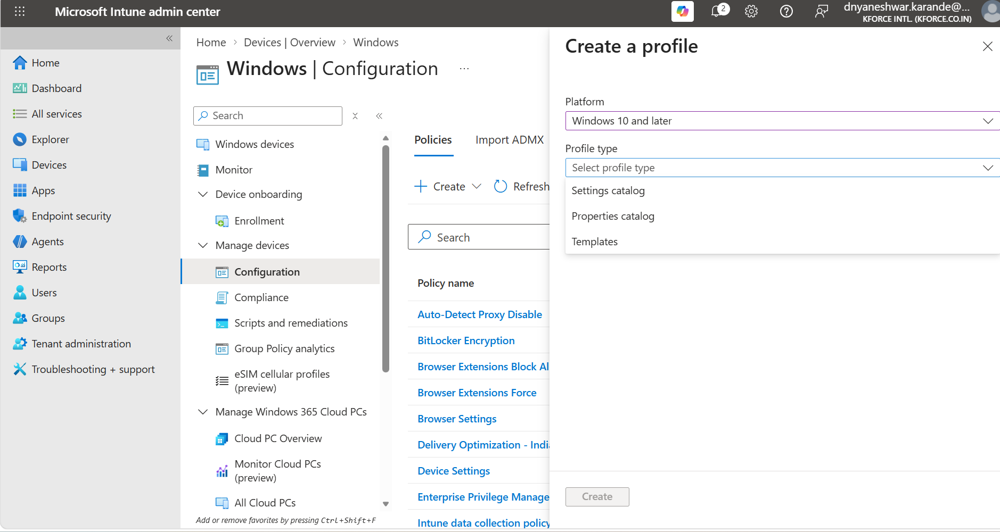 Microsoft Intune admin center
2
dnyaneshwar.karande@...
KFORCE INTL. (KFORCE.CO.IN)
Home
Dashboard
All services
Explorer
Devices
Apps
Endpoint security
Agents
Reports
Users
Groups
Tenant administration
Troubleshooting + support
Home > Devices | Overview > Windows
Windows | Configuration ...
Search
Windows devices
Monitor
Device onboarding
Enrollment
Manage devices
Configuration
Compliance
Scripts and remediations
Group Policy analytics
eSIM cellular profiles
(preview)
Manage Windows 365 Cloud PCs
Cloud PC Overview
Monitor Cloud PCs
(preview)
All Cloud PCs
Add or remove favorites by pressing Ctrl+Shift+F
Policies Import ADMX
Create Refresh
Search
Policy name
Auto-Detect Proxy Disable
BitLocker Encryption
Browser Extensions Block Al
Browser Extensions Force
Browser Settings
Delivery Optimization - India
Device Settings
Enterprise Privilege Manage
Intune data collection policy
Create a profile
Platform
Windows 10 and later
Profile type
Select profile type
Settings catalog
Properties catalog
Templates
Create